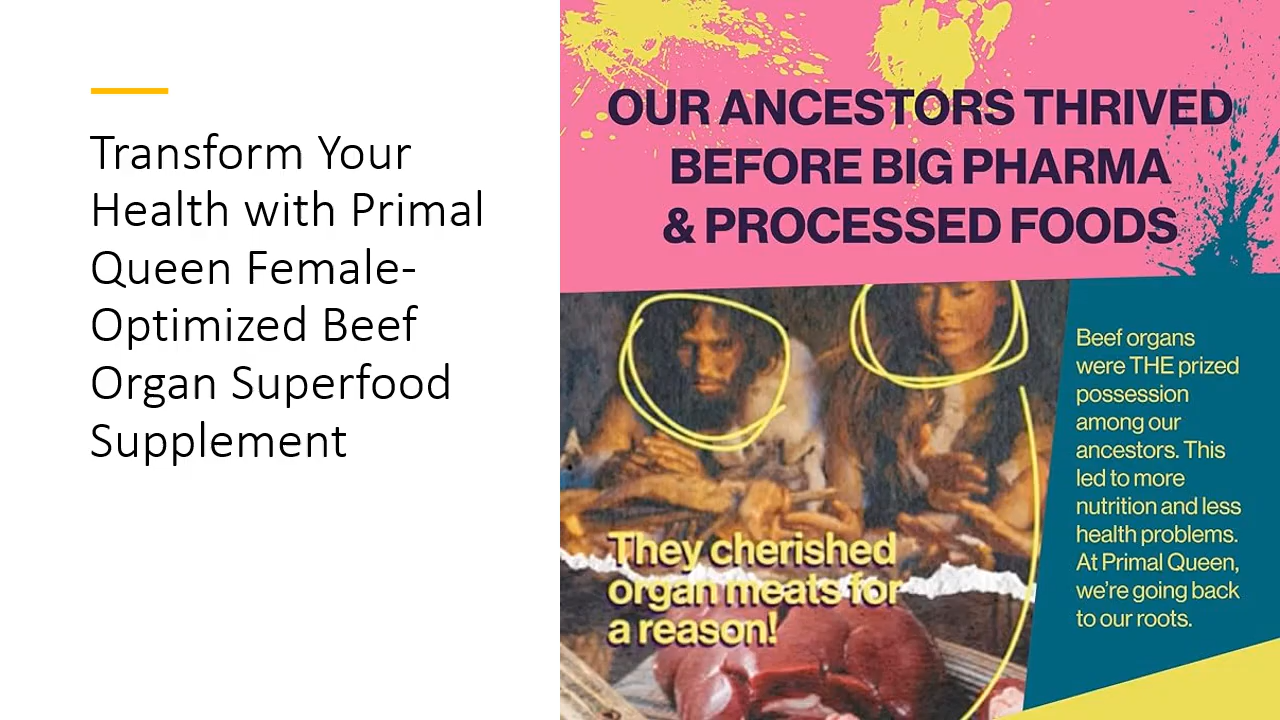 Transform Your
Health with Primal
Queen Female-
Optimized Beef
Organ Superfood
Supplement
OUR ANCESTORS THRIVED
BEFORE BIG PHARMA
& PROCESSED FOODS
Beef organs
were THE prized
possession
among our
ancestors. This
led to more
nutrition and less
health problems.
At Primal Queen,
we're going back
to our roots.
They cherished
organ meats for
a reason!